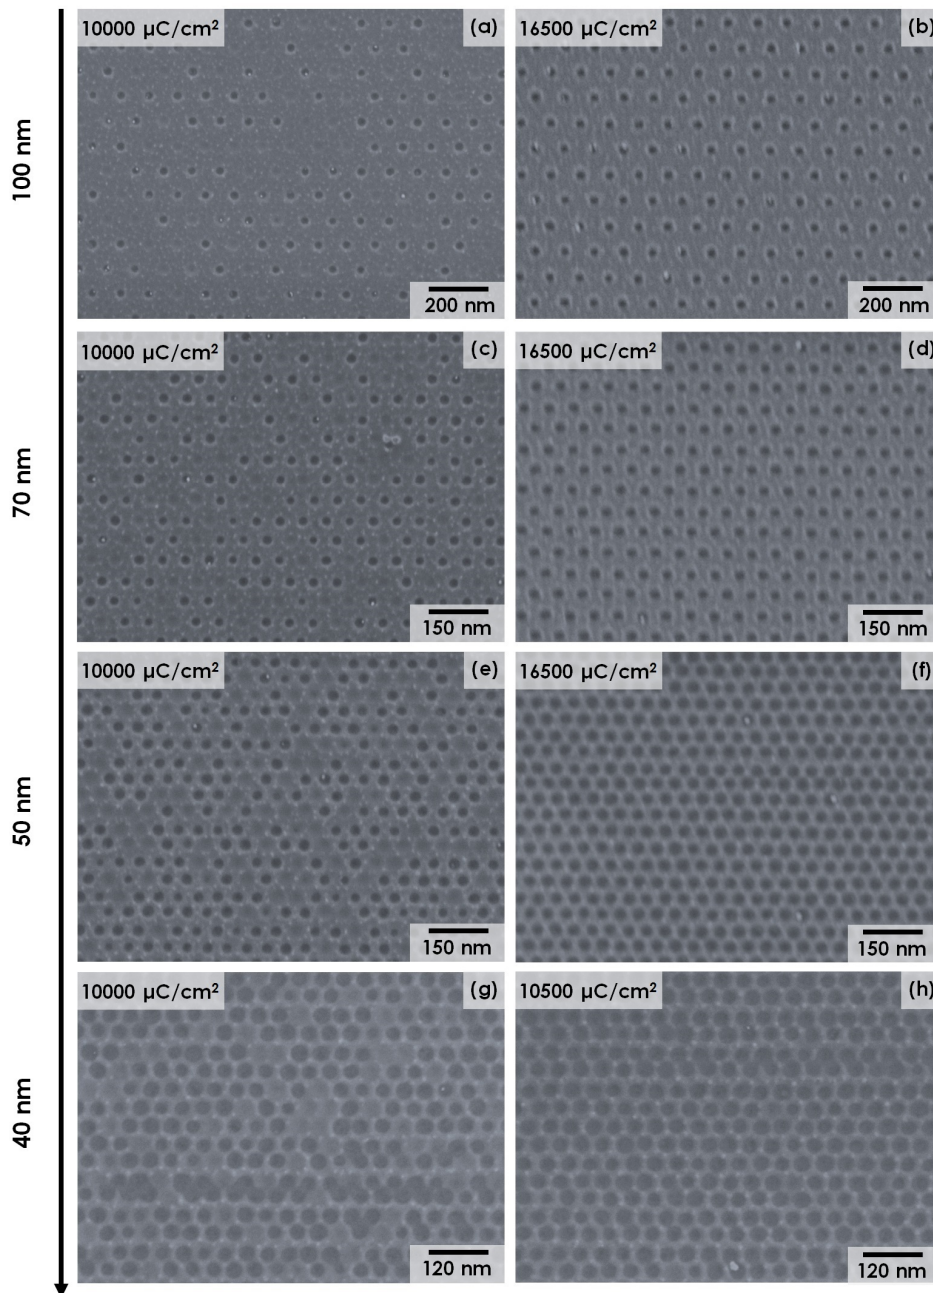 10000 µC/cm² (a)
16500 µC/cm² (b)
100 nm
200 nm
200 nm
10000 µC/cm² (c)
16500 µC/cm² (d)
70 nm
150 nm
150 nm
10000 µC/cm² (e)
16500 µC/cm² (f)
50 nm
150 nm
150 nm
10000 µC/cm² (g)
10500 µC/cm² (h)
40 nm
120 nm
120 nm